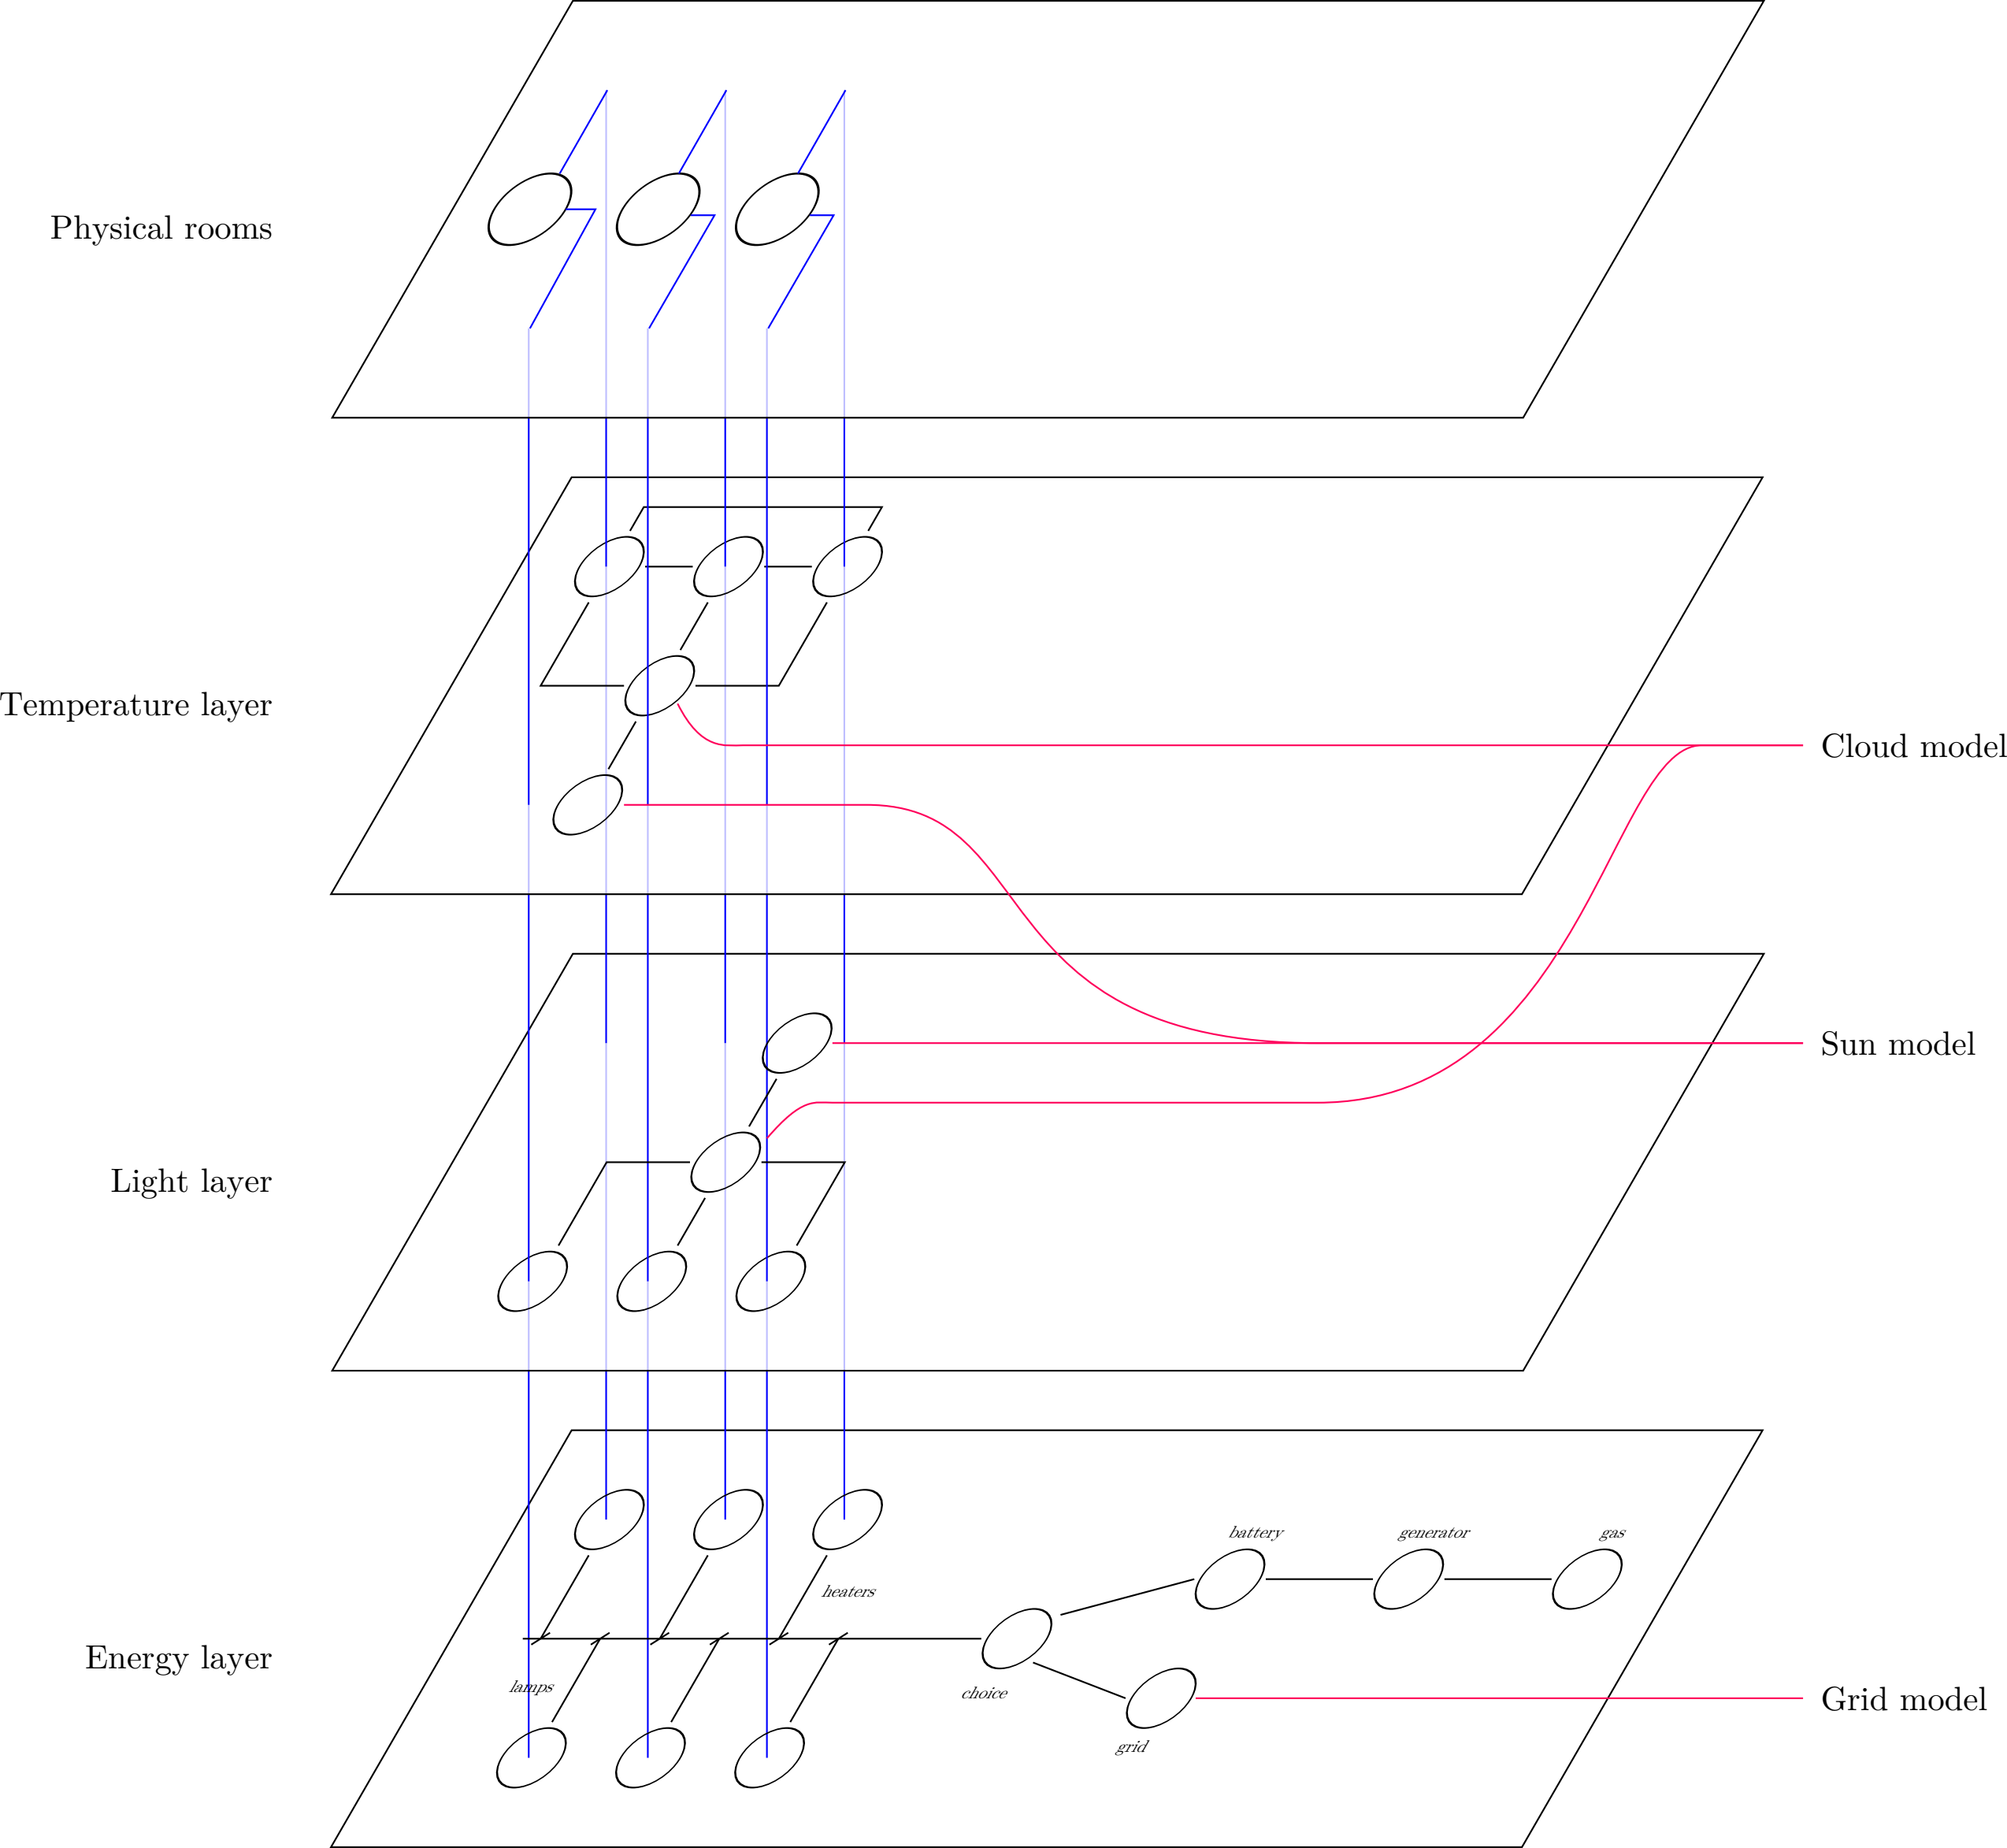 Physical rooms
Temperature layer
Cloud model
Sun model
Light layer
battery
generator
gas
heaters
Energy layer
lamps
choice
Grid model
grid